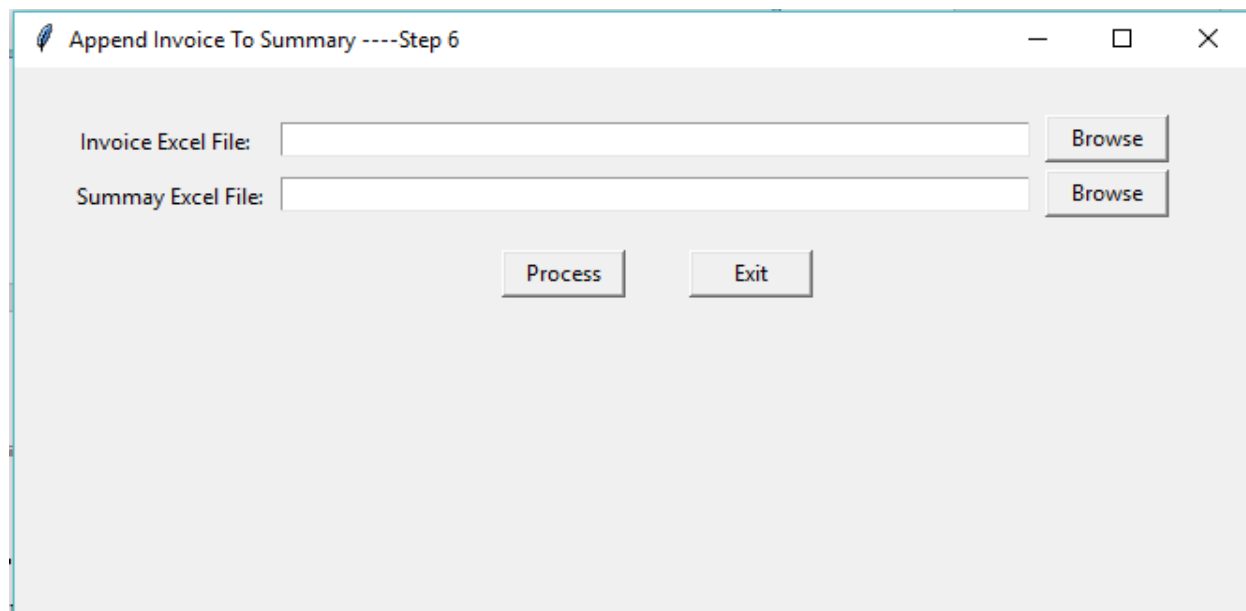 Append Invoice To Summary ----Step 6
Invoice Excel File: Browse
Summay Excel File: Browse
Process Exit